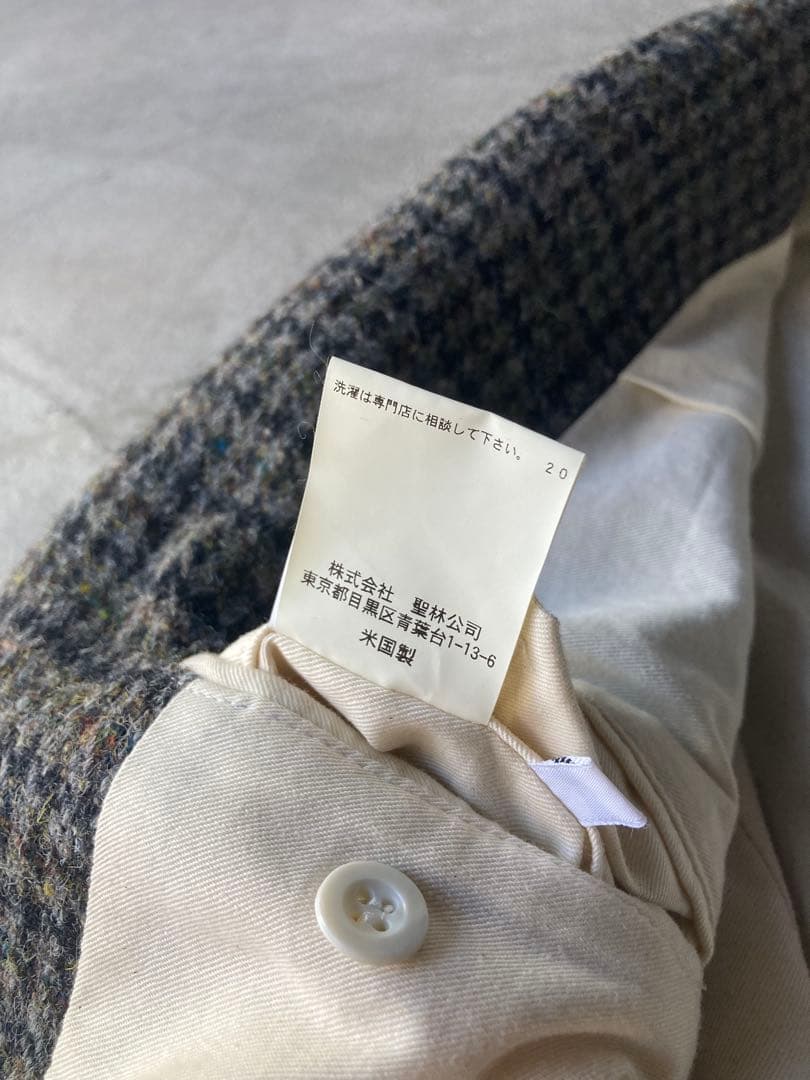 洗濯は専門店に相談して下さい。 20
株式会社 聖林公司
東京都目黒区青葉台1-13-6
米国製